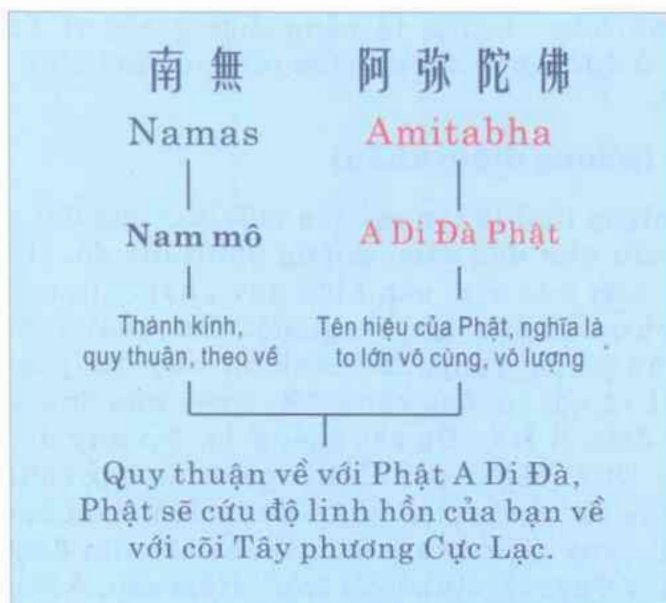 南無 阿弥陀佛
Namas Amitabha
Nam mô A Di Đà Phật
Thành kính, Tên hiệu của Phật, nghĩa là
quy thuận, theo về to lớn vô cùng, vô lượng
Quy thuận về với Phật A Di Đà,
Phật sẽ cứu độ linh hồn của bạn về
với cõi Tây phương Cực Lạc.